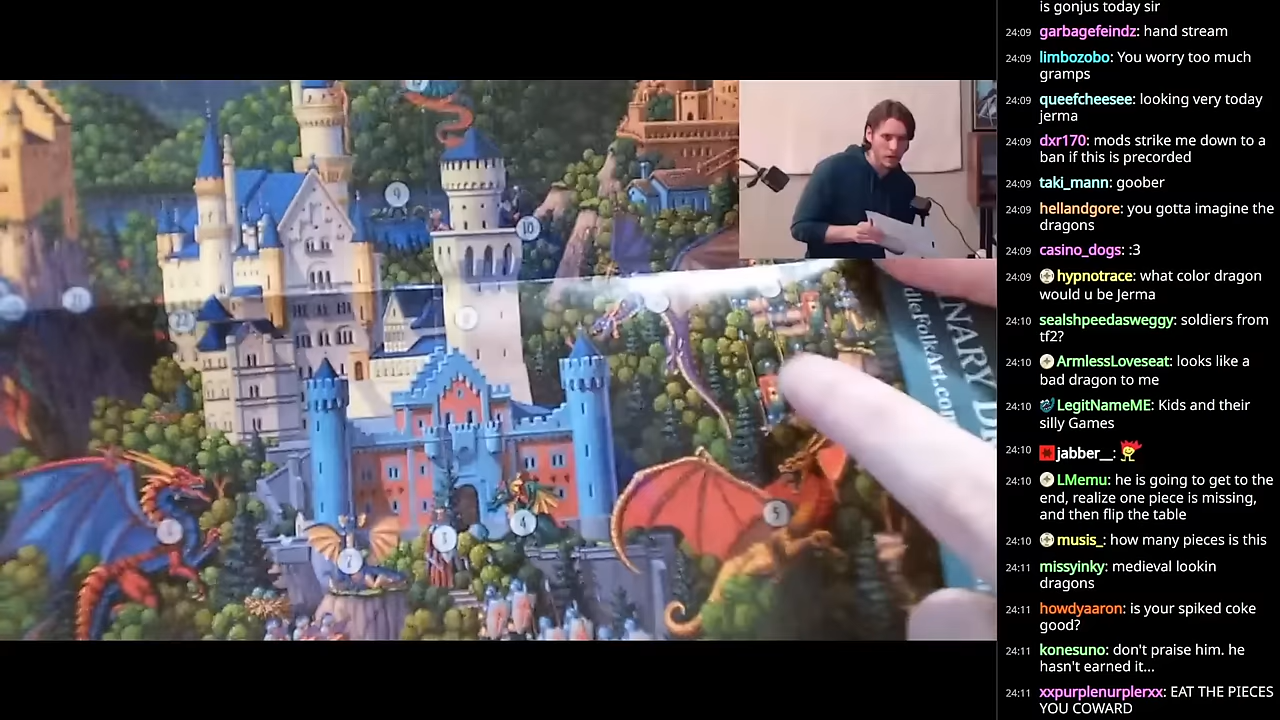 is gonjus today sir
24:09 garbagefeindz: hand stream
24:09 limbozobo: You worry too much
gramps
24:09 queefcheesee: looking very today
jerma
24:09 dxr170: mods strike me down to a
ban if this is precorded
24:09 taki_mann: goober
24:09 hellandgore: you gotta imagine the
dragons
24:09 casino_dogs: :3
24:09 hypnotrace: what color dragon
would u be Jerma
24:10 sealshpeedasweggy: soldiers from
tf2?
24:10 ArmlessLoveseat: looks like a
bad dragon to me
24:10 LegitNameME: Kids and their
silly Games
24:10 jabber__:
24:10 LMemu: he is going to get to the
end, realize one piece is missing,
and then flip the table
24:10 musis_: how many pieces is this
24:11 missyinky: medieval lookin
dragons
24:11 howdyaaron: is your spiked coke
good?
24:11 konesuno: don't praise him. he
hasn't earned it...
24:11 xxpurplenurplerxx: EAT THE PIECES
YOU COWARD
9
10
8
2
3
4
5
NARY D
dleFolkArt.com